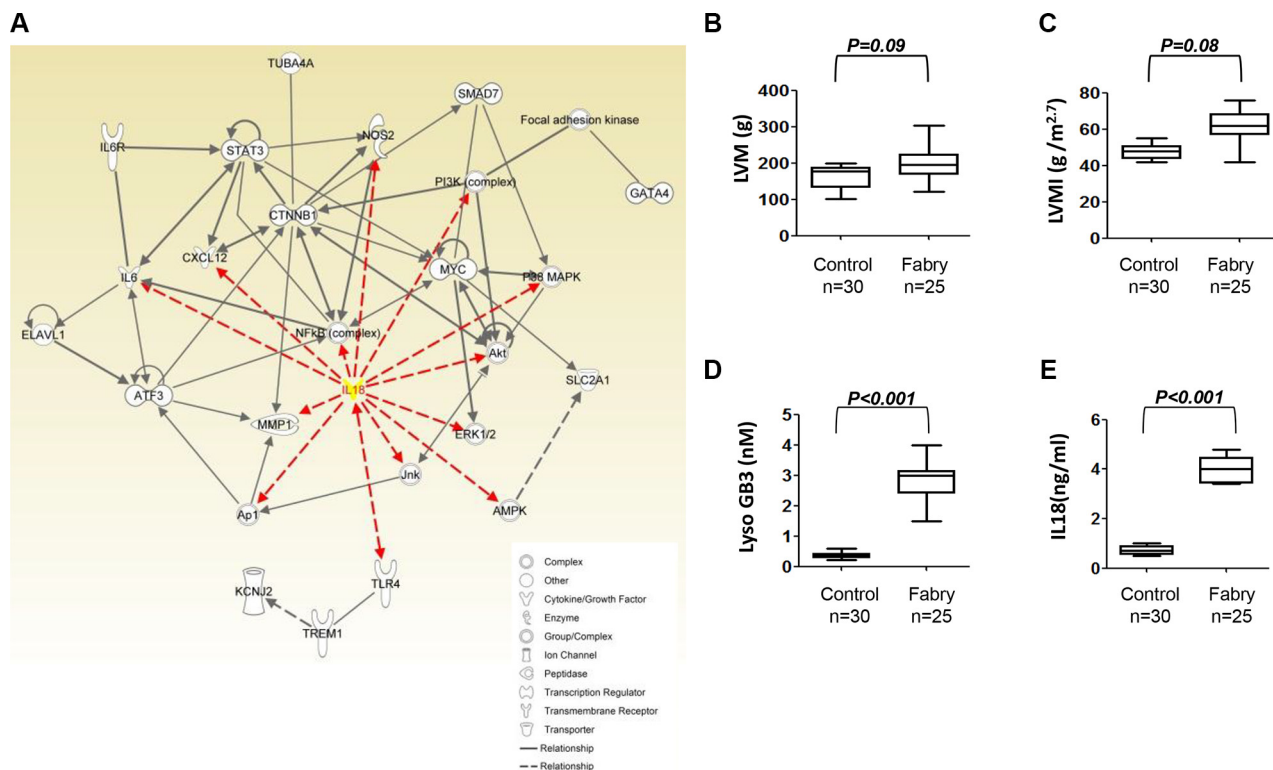 A
TUBA4A
SMAD7
NOS2
Focal adhesion kinase
IL6R
STAT3
PI3K (complex)
GATA4
CTNNB1
CXCL12
MYC
P38 MAPK
IL6
ELAVL1
NFkB (complex)
Akt
SLC2A1
IL18
ATF3
MMP1
ERK1/2
Jnk
AMPK
Ap1
TLR4
KCNJ2
TREM1
Complex
Other
Cytokine/Growth Factor
Enzyme
Group/Complex
Ion Channel
Peptidase
Transcription Regulator
Transmembrane Receptor
Transporter
Relationship
Relationship
B
P=0.09
LVM (g)
400
300
200
100
0
Control Fabry
n=30 n=25
C
P=0.08
LVMI (g /m2.7)
80
60
40
20
0
Control Fabry
n=30 n=25
D
P<0.001
Lyso GB3 (nM)
5
4
3
2
1
0
Control Fabry
n=30 n=25
E
P<0.001
IL18(ng/ml)
6
4
2
0
Control Fabry
n=30 n=25